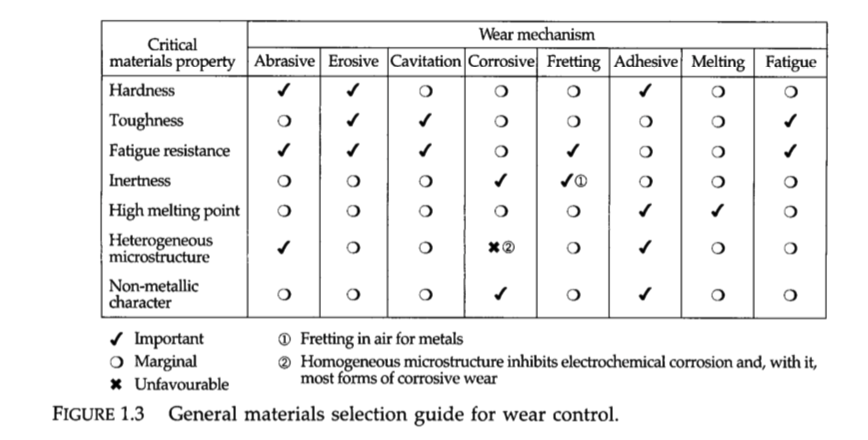 Critical materials property Wear mechanism
Abrasive Erosive Cavitation Corrosive Fretting Adhesive Melting Fatigue
Hardness ✓ ✓ ○ ○ ○ ✓ ○ ○
Toughness ○ ✓ ✓ ○ ○ ○ ○ ✓
Fatigue resistance ✓ ✓ ✓ ○ ✓ ○ ○ ✓
Inertness ○ ○ ○ ✓ ✓① ○ ○ ○
High melting point ○ ○ ○ ○ ○ ✓ ✓ ○
Heterogeneous
microstructure ✓ ○ ○ ✖② ○ ✓ ○ ○
Non-metallic
character ○ ○ ○ ✓ ○ ✓ ○ ○
✓ Important
○ Marginal
✖ Unfavourable
① Fretting in air for metals
② Homogeneous microstructure inhibits electrochemical corrosion and, with it,
most forms of corrosive wear
FIGURE 1.3 General materials selection guide for wear control.